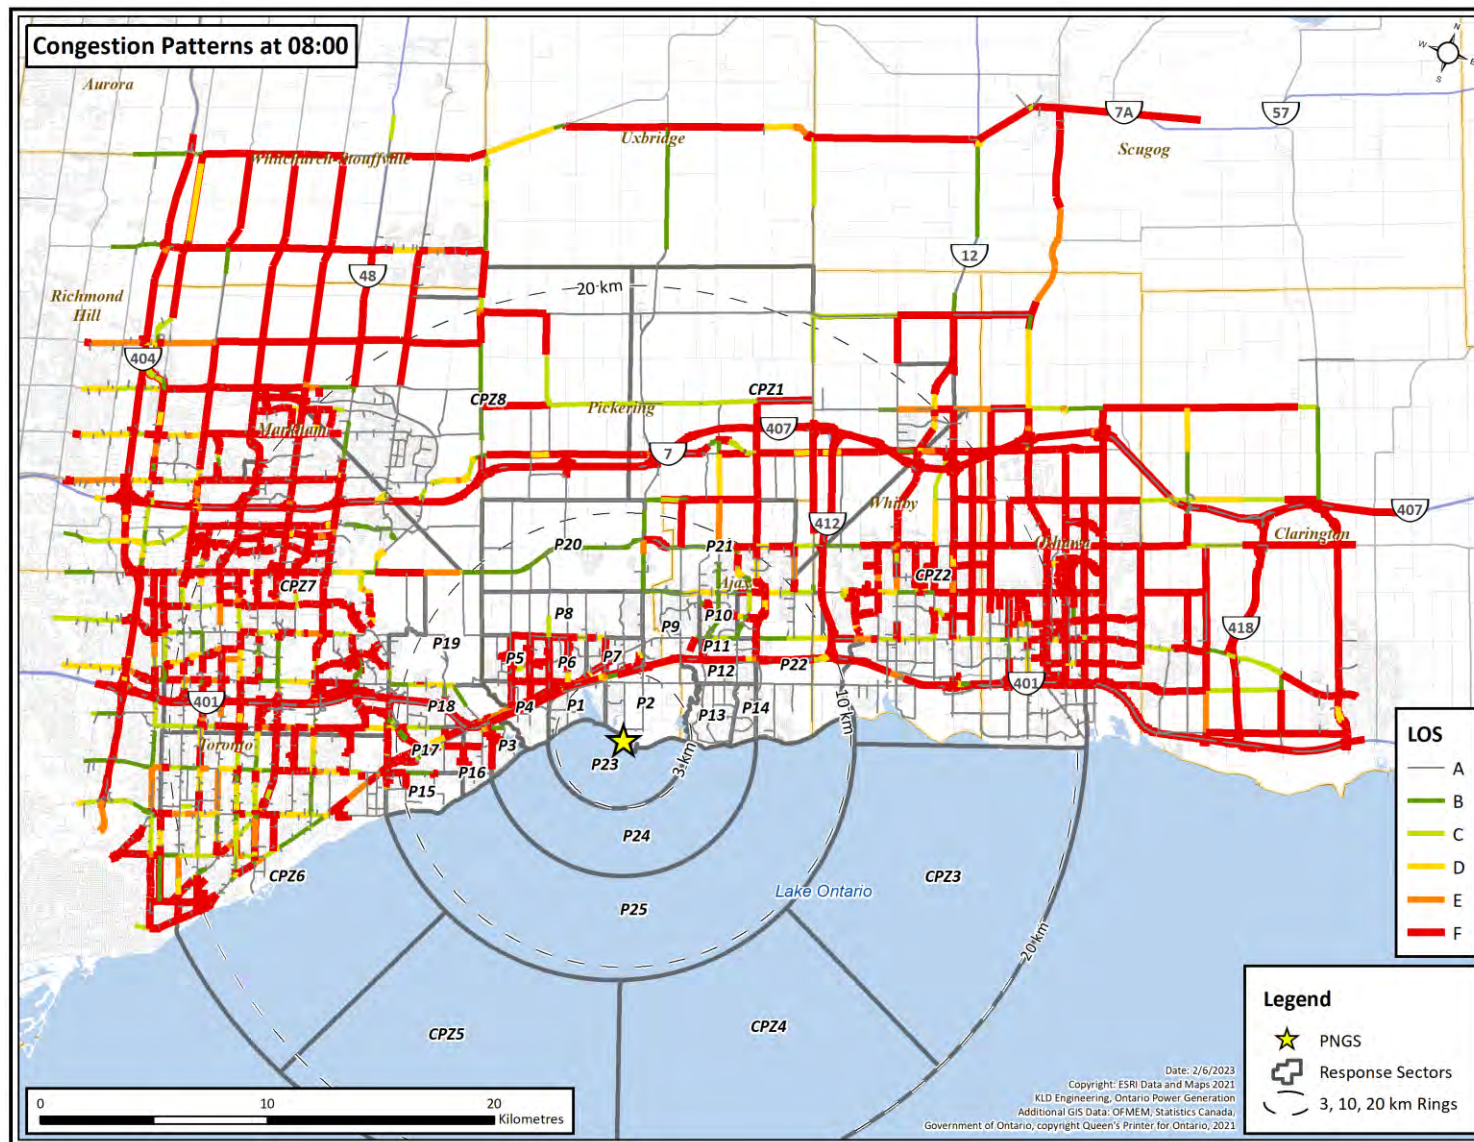 Congestion Patterns at 08:00
N
W
E
S
Aurora
7A
57
Uxbridge
Scugog
Whitchurch-Stouffville
12
48
20 km
Richmond
Hill
404
CPZ1
CPZ8
Pickering
407
Markham
7
Whitby
407
412
Clarington
P20
P21
Oshawa
CPZ7
Ajax
CPZ2
P8
P10
P9
418
P19
P11
P5
P6
P7
P12
P22
401
401
P18
P4
P1
P2
P13
P14
10 km
Toronto
P17
P3
3 km
P23
P16
P15
P24
CPZ6
Lake Ontario
CPZ3
P25
20 km
CPZ5
CPZ4
LOS
A
B
C
D
E
F
Legend
PNGS
Response Sectors
3, 10, 20 km Rings
Date: 2/6/2023
Copyright: ESRI Data and Maps 2021
KLD Engineering, Ontario Power Generation
Additional GIS Data: OFMEM, Statistics Canada,
Government of Ontario, copyright Queen's Printer for Ontario, 2021
0
10
20
Kilometres